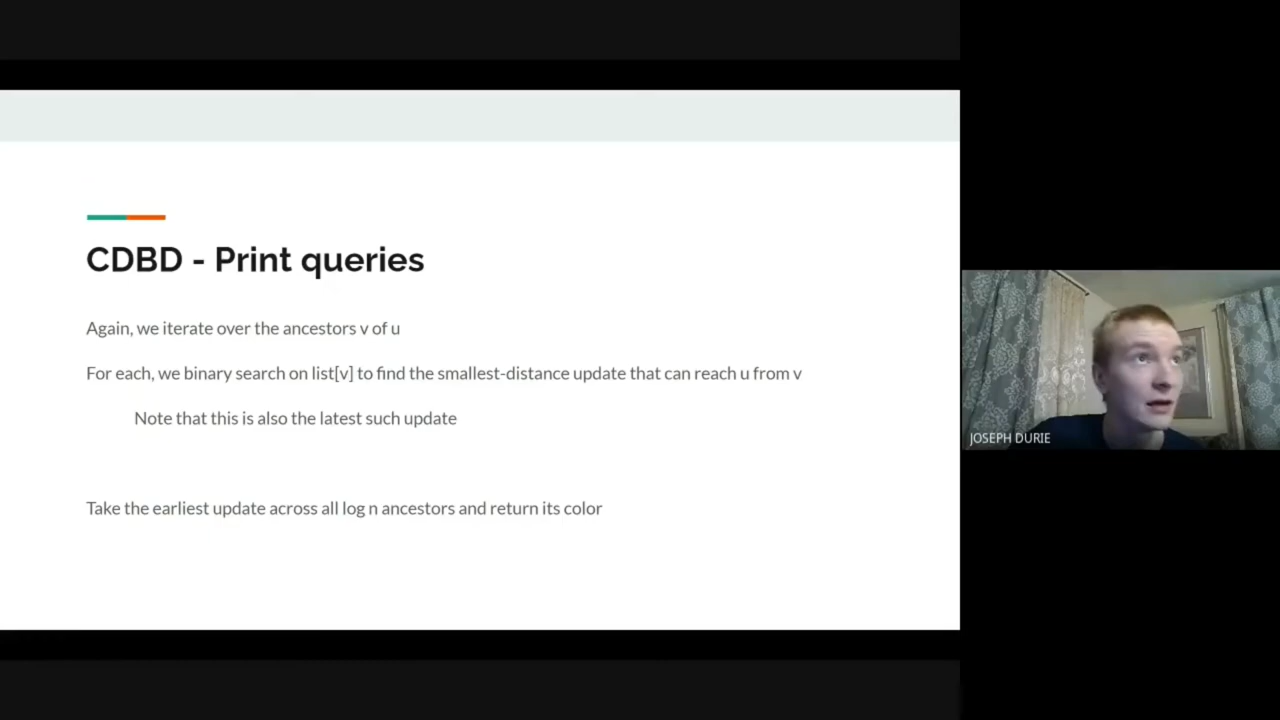 CDBD - Print queries
Again, we iterate over the ancestors v of u
For each, we binary search on list[v] to find the smallest-distance update that can reach u from v
Note that this is also the latest such update
Take the earliest update across all log n ancestors and return its color
JOSEPH DURIE